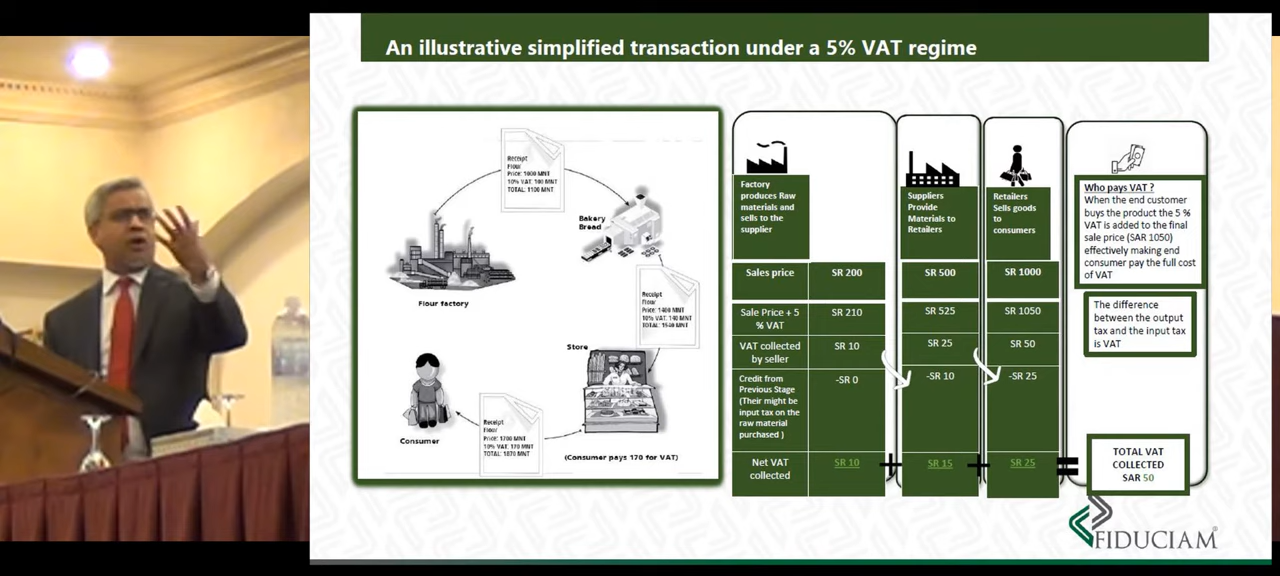 An illustrative simplified transaction under a 5% VAT regime
Receipt
Flour
Price: 1000 MNT
10% VAT: 100 MNT
TOTAL: 1100 MNT
Bakery
Bread
Flour factory
Receipt
Flour
Price: 1400 MNT
10% VAT: 140 MNT
TOTAL: 1540 MNT
Store
Consumer
Receipt
Flour
Price: 1700 MNT
10% VAT: 170 MNT
TOTAL: 1870 MNT
(Consumer pays 170 for VAT)
Factory
produces Raw
materials and
sells to the
supplier
Suppliers
Provide
Materials to
Retailers
Retailers
Sells goods
to
consumers
Sales price SR 200 SR 500 SR 1000
Sale Price + 5
% VAT
SR 210 SR 525 SR 1050
VAT collected
by seller
SR 10 SR 25 SR 50
Credit from
Previous Stage
(Their might be
input tax on the
raw material
purchased )
-SR 0 -SR 10 -SR 25
Net VAT
collected
SR 10 + SR 15 + SR 25 =
Who pays VAT ?
When the end customer
buys the product the 5 %
VAT is added to the final
sale price (SAR 1050)
effectively making end
consumer pay the full cost
of VAT
The difference
between the output
tax and the input tax
is VAT
TOTAL VAT
COLLECTED
SAR 50
FIDUCIAM